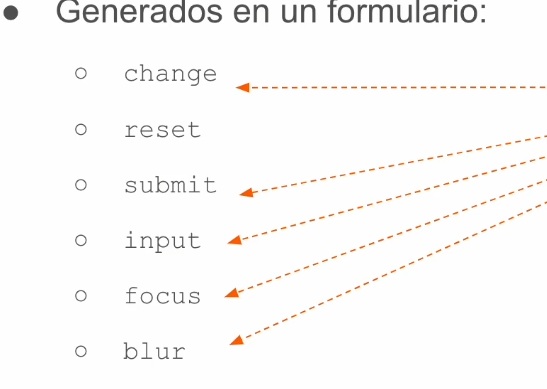 ● Generados en un formulario:
○ change
○ reset
○ submit
○ input
○ focus
○ blur